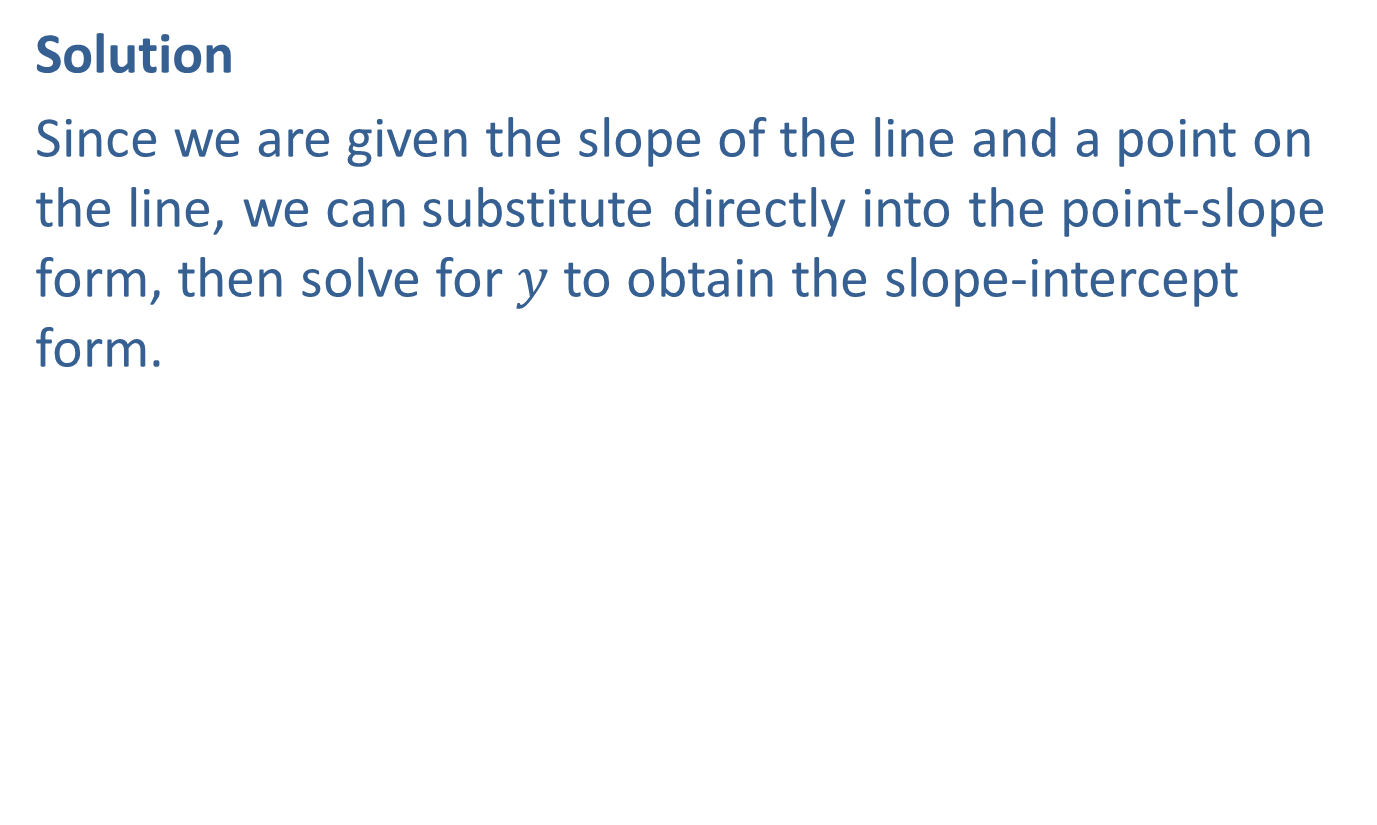 Solution
Since we are given the slope of the line and a point on
the line, we can substitute directly into the point-slope
form, then solve for y to obtain the slope-intercept
form.